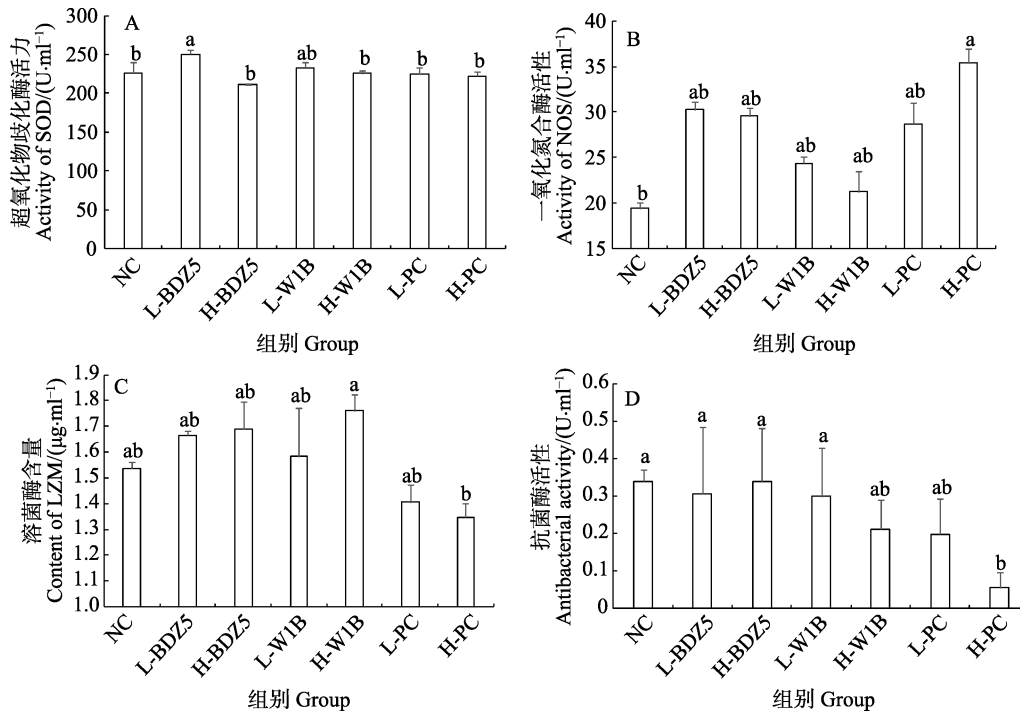 A
超氧化物歧化酶活力
Activity of SOD/(U·ml⁻¹)
300
250
200
150
100
50
0
b
a
b
ab
b
b
b
NC
L-BDZ5
H-BDZ5
L-W1B
H-W1B
L-PC
H-PC
组别 Group
B
一氧化氮合酶活性
Activity of NOS/(U·ml⁻¹)
40
35
30
25
20
15
b
ab
ab
ab
ab
ab
a
NC
L-BDZ5
H-BDZ5
L-W1B
H-W1B
L-PC
H-PC
组别 Group
C
溶菌酶含量
Content of LZM/(μg·ml⁻¹)
1.9
1.8
1.7
1.6
1.5
1.4
1.3
1.2
1.1
1.0
ab
ab
ab
ab
a
ab
b
NC
L-BDZ5
H-BDZ5
L-W1B
H-W1B
L-PC
H-PC
组别 Group
D
抗菌酶活性
Antibacterial activity/(U·ml⁻¹)
0.6
0.5
0.4
0.3
0.2
0.1
0
a
a
a
a
ab
ab
b
NC
L-BDZ5
H-BDZ5
L-W1B
H-W1B
L-PC
H-PC
组别 Group